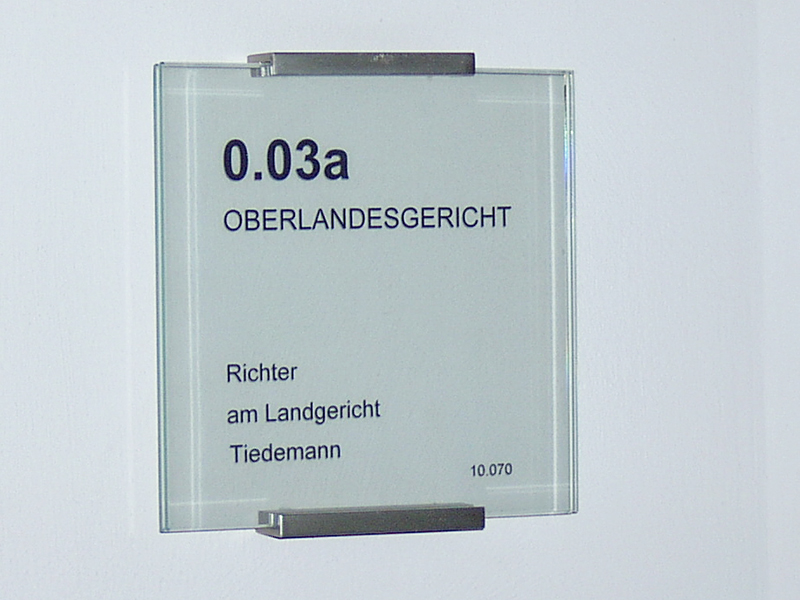 0.03a
OBERLANDESGERICHT
Richter
am Landgericht
Tiedemann
10.070